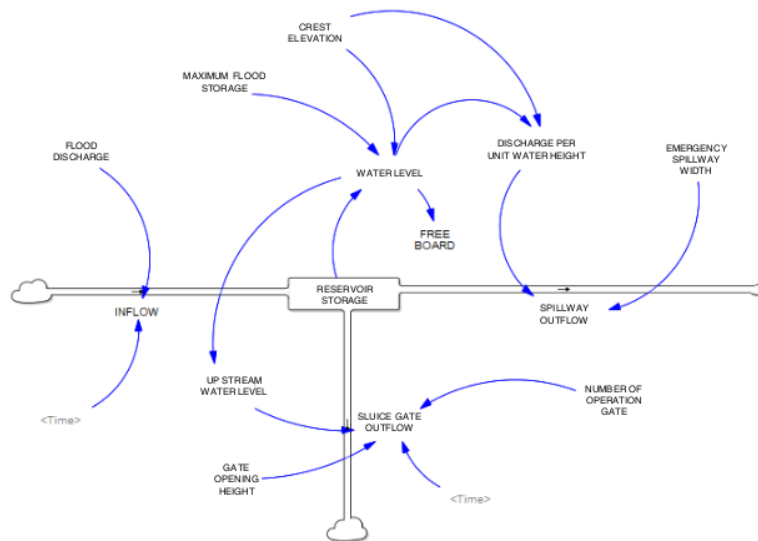 CREST
ELEVATION
MAXIMUM FLOOD
STORAGE
FLOOD
DISCHARGE
DISCHARGE PER
UNIT WATER HEIGHT
EMERGENCY
SPILLWAY
WIDTH
WATER LEVEL
FREE
BOARD
RESERVOIR
STORAGE
INFLOW
SPILLWAY
OUTFLOW
UP STREAM
WATER LEVEL
NUMBER OF
OPERATION
GATE
<Time>
SLUICE GATE
OUTFLOW
GATE
OPENING
HEIGHT
<Time>